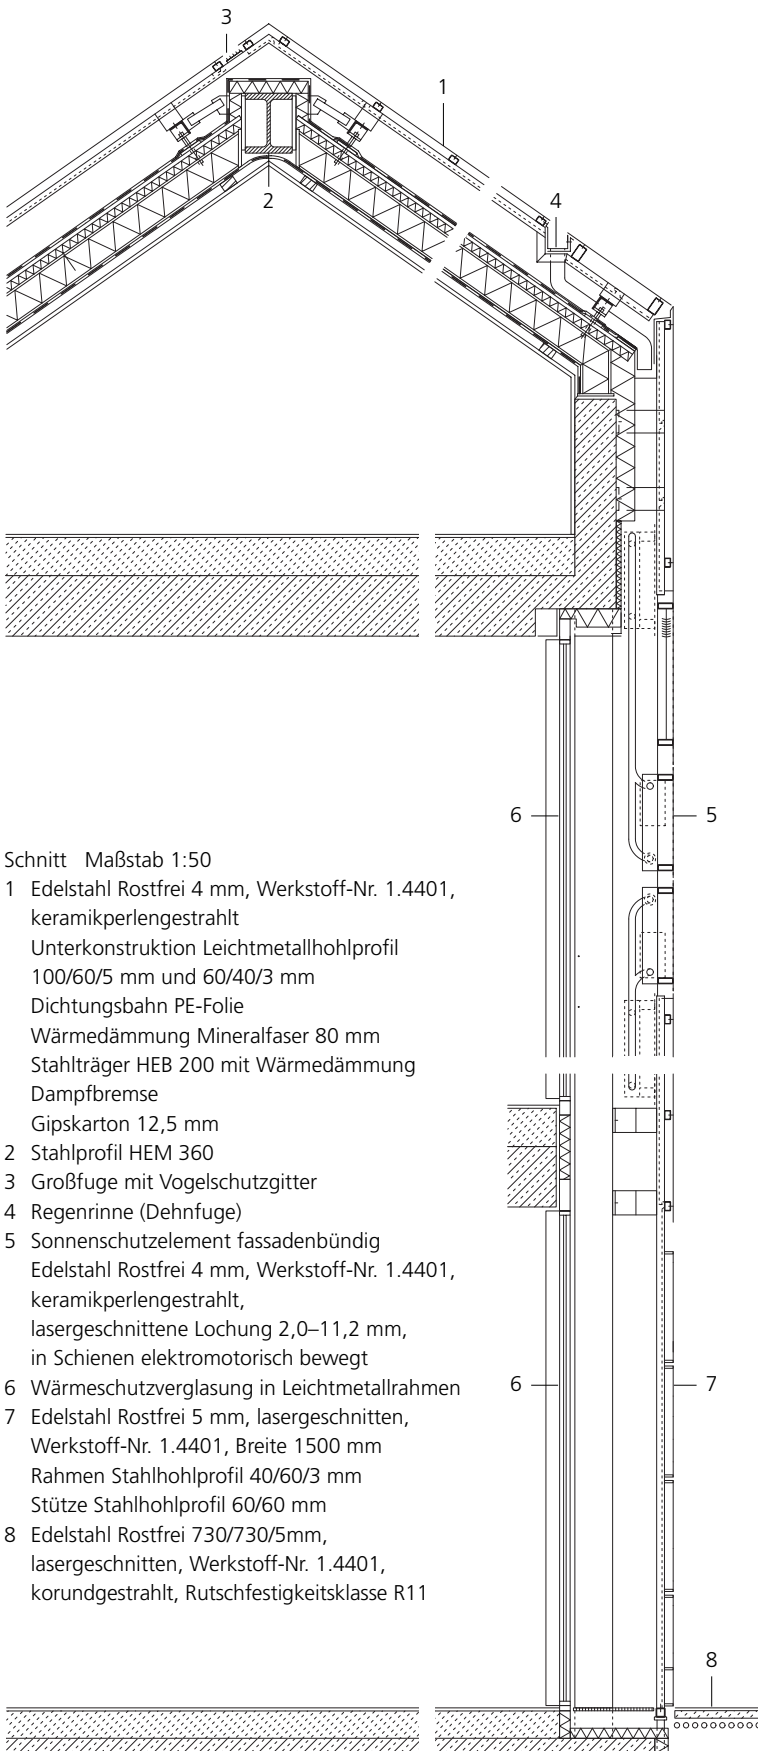 3
1
2
4
6
5
Schnitt Maßstab 1:50
1 Edelstahl Rostfrei 4 mm, Werkstoff-Nr. 1.4401,
keramikperlengestrahlt
Unterkonstruktion Leichtmetallhohlprofil
100/60/5 mm und 60/40/3 mm
Dichtungsbahn PE-Folie
Wärmedämmung Mineralfaser 80 mm
Stahlträger HEB 200 mit Wärmedämmung
Dampfbremse
Gipskarton 12,5 mm
2 Stahlprofil HEM 360
3 Großfuge mit Vogelschutzgitter
4 Regenrinne (Dehnfuge)
5 Sonnenschutzelement fassadenbündig
Edelstahl Rostfrei 4 mm, Werkstoff-Nr. 1.4401,
keramikperlengestrahlt,
lasergeschnittene Lochung 2,0–11,2 mm,
in Schienen elektromotorisch bewegt
6 Wärmeschutzverglasung in Leichtmetallrahmen
7 Edelstahl Rostfrei 5 mm, lasergeschnitten,
Werkstoff-Nr. 1.4401, Breite 1500 mm
Rahmen Stahlhohlprofil 40/60/3 mm
Stütze Stahlhohlprofil 60/60 mm
8 Edelstahl Rostfrei 730/730/5mm,
lasergeschnitten, Werkstoff-Nr. 1.4401,
korundgestrahlt, Rutschfestigkeitsklasse R11
6
7
8